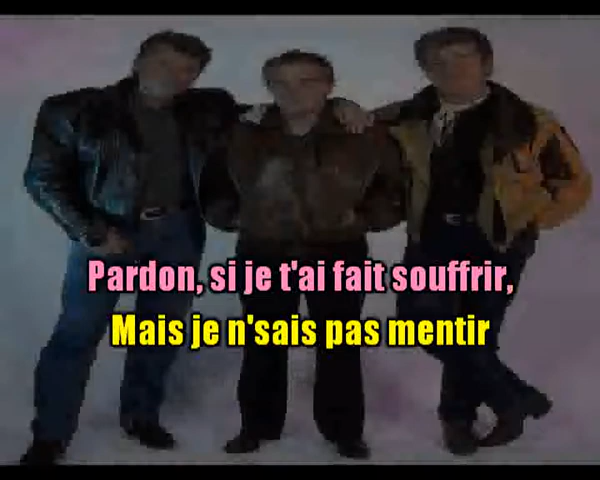 Pardon, si je t'ai fait souffrir,
Mais je n'sais pas mentir